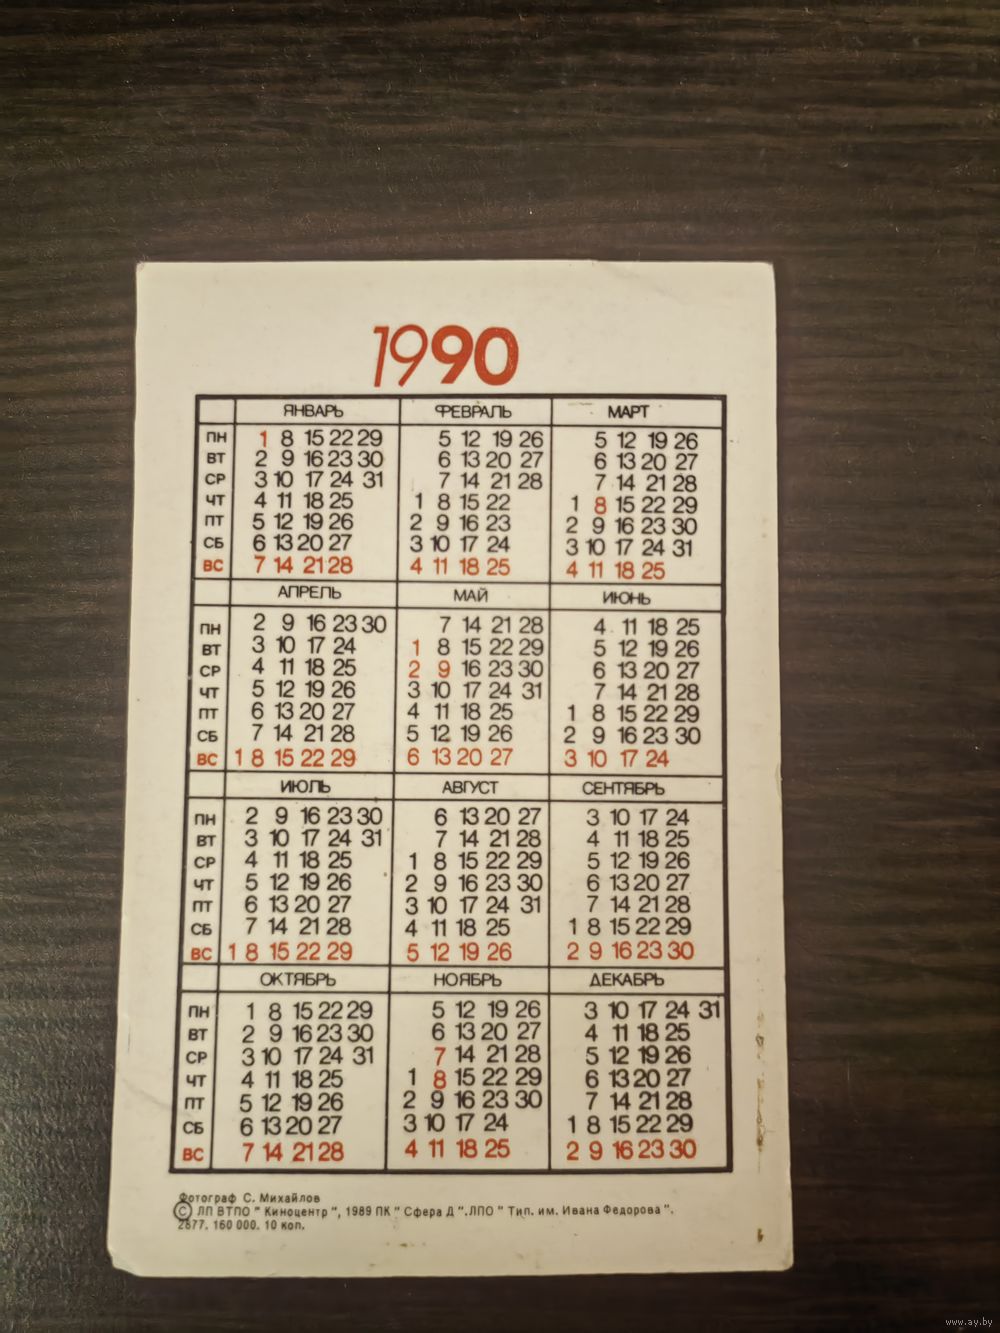 1990
ЯНВАРЬ ФЕВРАЛЬ МАРТ
ПН 1 8 15 22 29 5 12 19 26 5 12 19 26
ВТ 2 9 16 23 30 6 13 20 27 6 13 20 27
СР 3 10 17 24 31 7 14 21 28 7 14 21 28
ЧТ 4 11 18 25 1 8 15 22 1 8 15 22 29
ПТ 5 12 19 26 2 9 16 23 2 9 16 23 30
СБ 6 13 20 27 3 10 17 24 3 10 17 24 31
ВС 7 14 21 28 4 11 18 25 4 11 18 25
АПРЕЛЬ МАЙ ИЮНЬ
ПН 2 9 16 23 30 7 14 21 28 4 11 18 25
ВТ 3 10 17 24 1 8 15 22 29 5 12 19 26
СР 4 11 18 25 2 9 16 23 30 6 13 20 27
ЧТ 5 12 19 26 3 10 17 24 31 7 14 21 28
ПТ 6 13 20 27 4 11 18 25 1 8 15 22 29
СБ 7 14 21 28 5 12 19 26 2 9 16 23 30
ВС 1 8 15 22 29 6 13 20 27 3 10 17 24
ИЮЛЬ АВГУСТ СЕНТЯБРЬ
ПН 2 9 16 23 30 6 13 20 27 3 10 17 24
ВТ 3 10 17 24 31 7 14 21 28 4 11 18 25
СР 4 11 18 25 1 8 15 22 29 5 12 19 26
ЧТ 5 12 19 26 2 9 16 23 30 6 13 20 27
ПТ 6 13 20 27 3 10 17 24 31 7 14 21 28
СБ 7 14 21 28 4 11 18 25 1 8 15 22 29
ВС 1 8 15 22 29 5 12 19 26 2 9 16 23 30
ОКТЯБРЬ НОЯБРЬ ДЕКАБРЬ
ПН 1 8 15 22 29 5 12 19 26 3 10 17 24 31
ВТ 2 9 16 23 30 6 13 20 27 4 11 18 25
СР 3 10 17 24 31 7 14 21 28 5 12 19 26
ЧТ 4 11 18 25 1 8 15 22 29 6 13 20 27
ПТ 5 12 19 26 2 9 16 23 30 7 14 21 28
СБ 6 13 20 27 3 10 17 24 1 8 15 22 29
ВС 7 14 21 28 4 11 18 25 2 9 16 23 30
Фотограф С. Михайлов
© ЛП ВТПО " Киноцентр ", 1989 ПК " Сфера Д ".ЛПО " Тип. им. Ивана Федорова ".
2877. 160 000. 10 коп.
www.ay.by